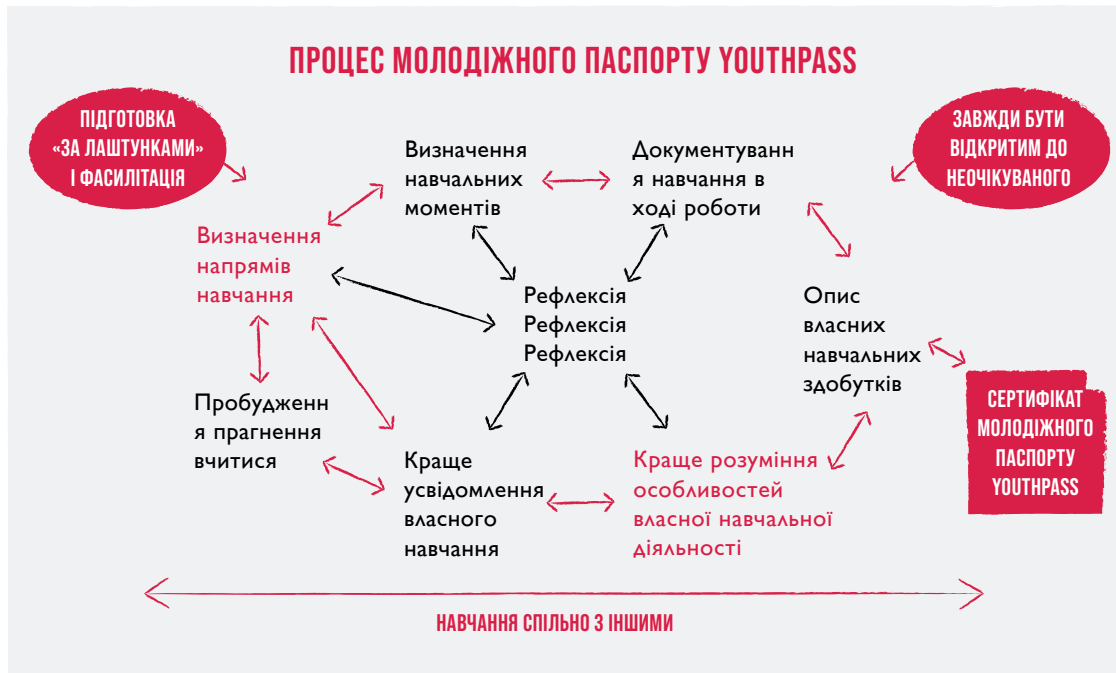 ПРОЦЕС МОЛОДІЖНОГО ПАСПОРТУ YOUTHPASS
ПІДГОТОВКА
«ЗА ЛАШТУНКАМИ»
І ФАСИЛІТАЦІЯ
ЗАВЖДИ БУТИ
ВІДКРИТИМ ДО
НЕОЧІКУВАНОГО
Визначення
навчальних
моментів
Документуванн
я навчання в
ході роботи
Визначення
напрямів
навчання
Рефлексія
Рефлексія
Рефлексія
Опис
власних
навчальних
здобутків
Пробудженн
я прагнення
вчитися
Краще
усвідомлення
власного
навчання
Краще розуміння
особливостей
власної навчальної
діяльності
СЕРТИФІКАТ
МОЛОДІЖНОГО
ПАСПОРТУ
YOUTHPASS
НАВЧАННЯ СПІЛЬНО З ІНШИМИ